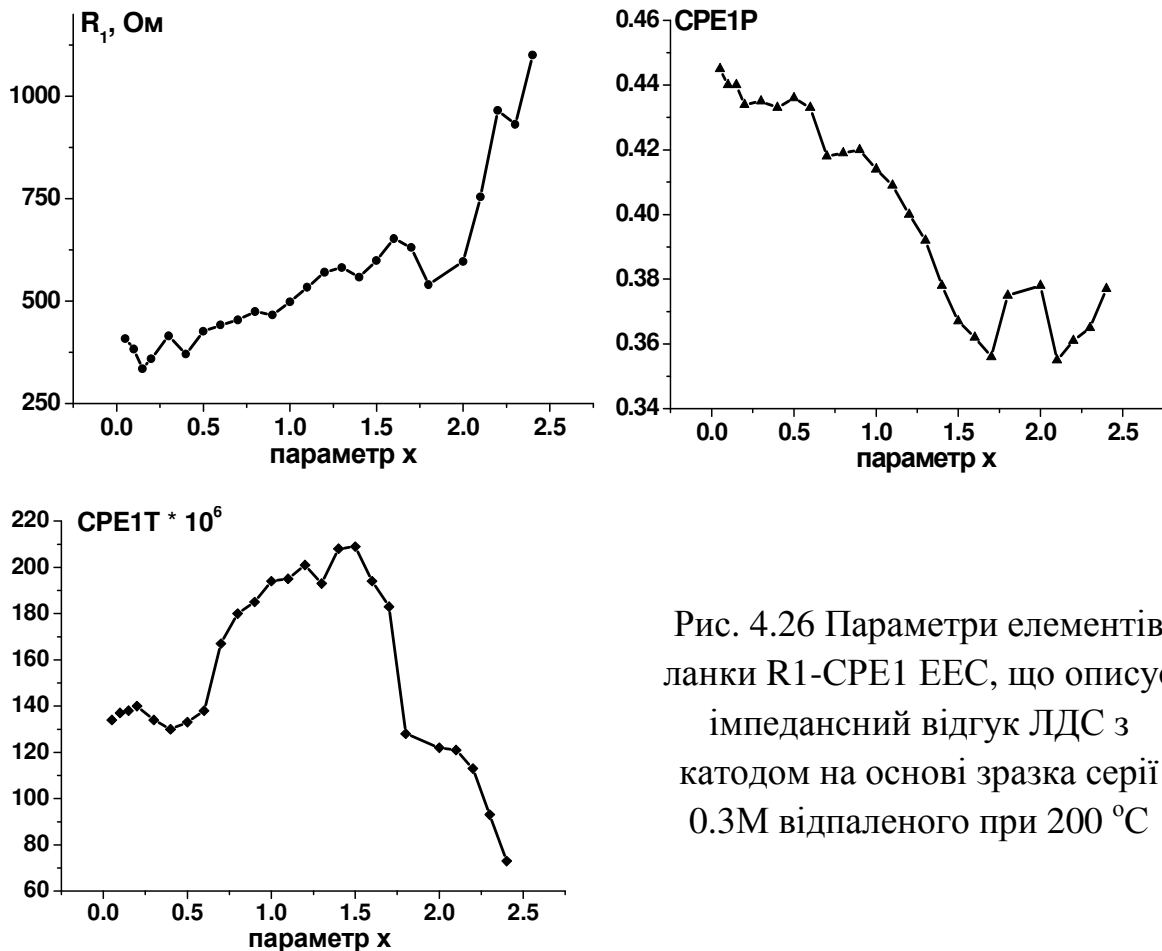 R₁, Ом
1000
750
500
250
0.0 0.5 1.0 1.5 2.0 2.5
параметр x
CPE1P
0.46
0.44
0.42
0.40
0.38
0.36
0.34
0.0 0.5 1.0 1.5 2.0 2.5
параметр x
CPE1T * 10⁶
220
200
180
160
140
120
100
80
60
0.0 0.5 1.0 1.5 2.0 2.5
параметр x
Рис. 4.26 Параметри елементів
ланки R1-CPE1 ЕЕС, що описує
імпедансний відгук ЛДС з
катодом на основі зразка серії
0.3М відпаленого при 200 °С